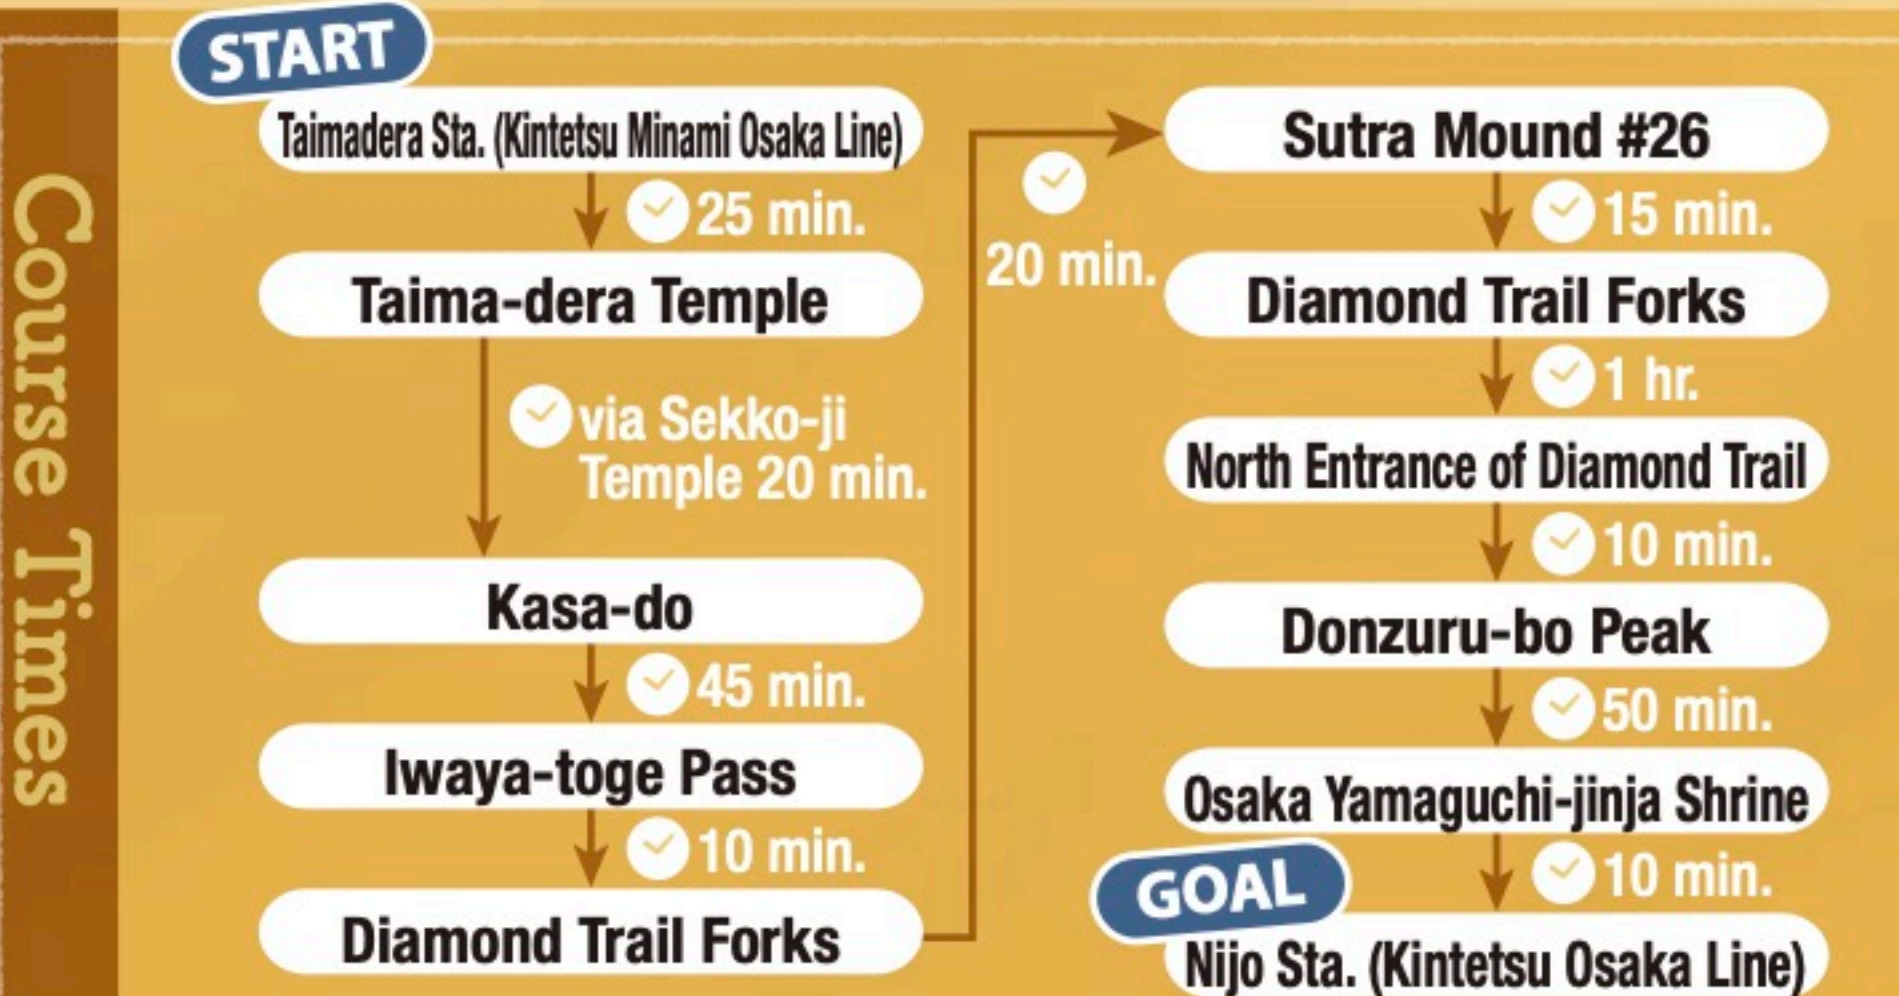 Course Times
START
Taimadera Sta. (Kintetsu Minami Osaka Line)
25 min.
Taima-dera Temple
via Sekko-ji
Temple 20 min.
Kasa-do
45 min.
Iwaya-toge Pass
10 min.
Diamond Trail Forks
20 min.
Sutra Mound #26
15 min.
Diamond Trail Forks
1 hr.
North Entrance of Diamond Trail
10 min.
Donzuru-bo Peak
50 min.
Osaka Yamaguchi-jinja Shrine
10 min.
GOAL
Nijo Sta. (Kintetsu Osaka Line)